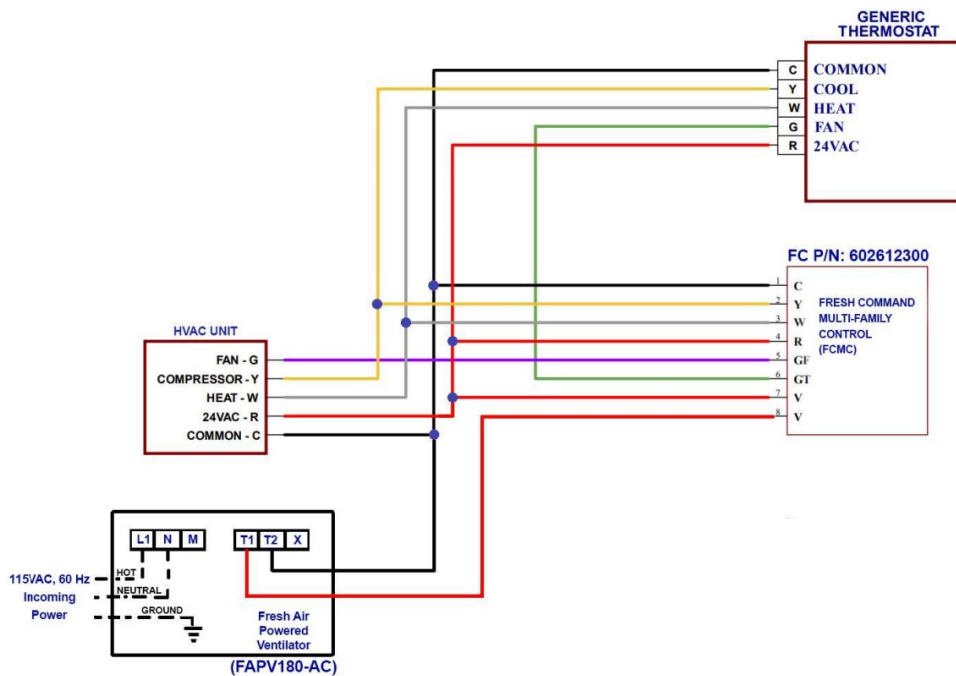 GENERIC
THERMOSTAT
C COMMON
Y COOL
W HEAT
G FAN
R 24VAC
FC P/N: 602612300
1 C
2 Y
3 W
4 R
5 GF
6 GT
7 V
8 V
FRESH COMMAND
MULTI-FAMILY
CONTROL
(FCMC)
HVAC UNIT
FAN - G
COMPRESSOR - Y
HEAT - W
24VAC - R
COMMON - C
L1 N M
T1 T2 X
115VAC, 60 Hz
Incoming
Power
HOT
NEUTRAL
GROUND
Fresh Air
Powered
Ventilator
(FAPV180-AC)